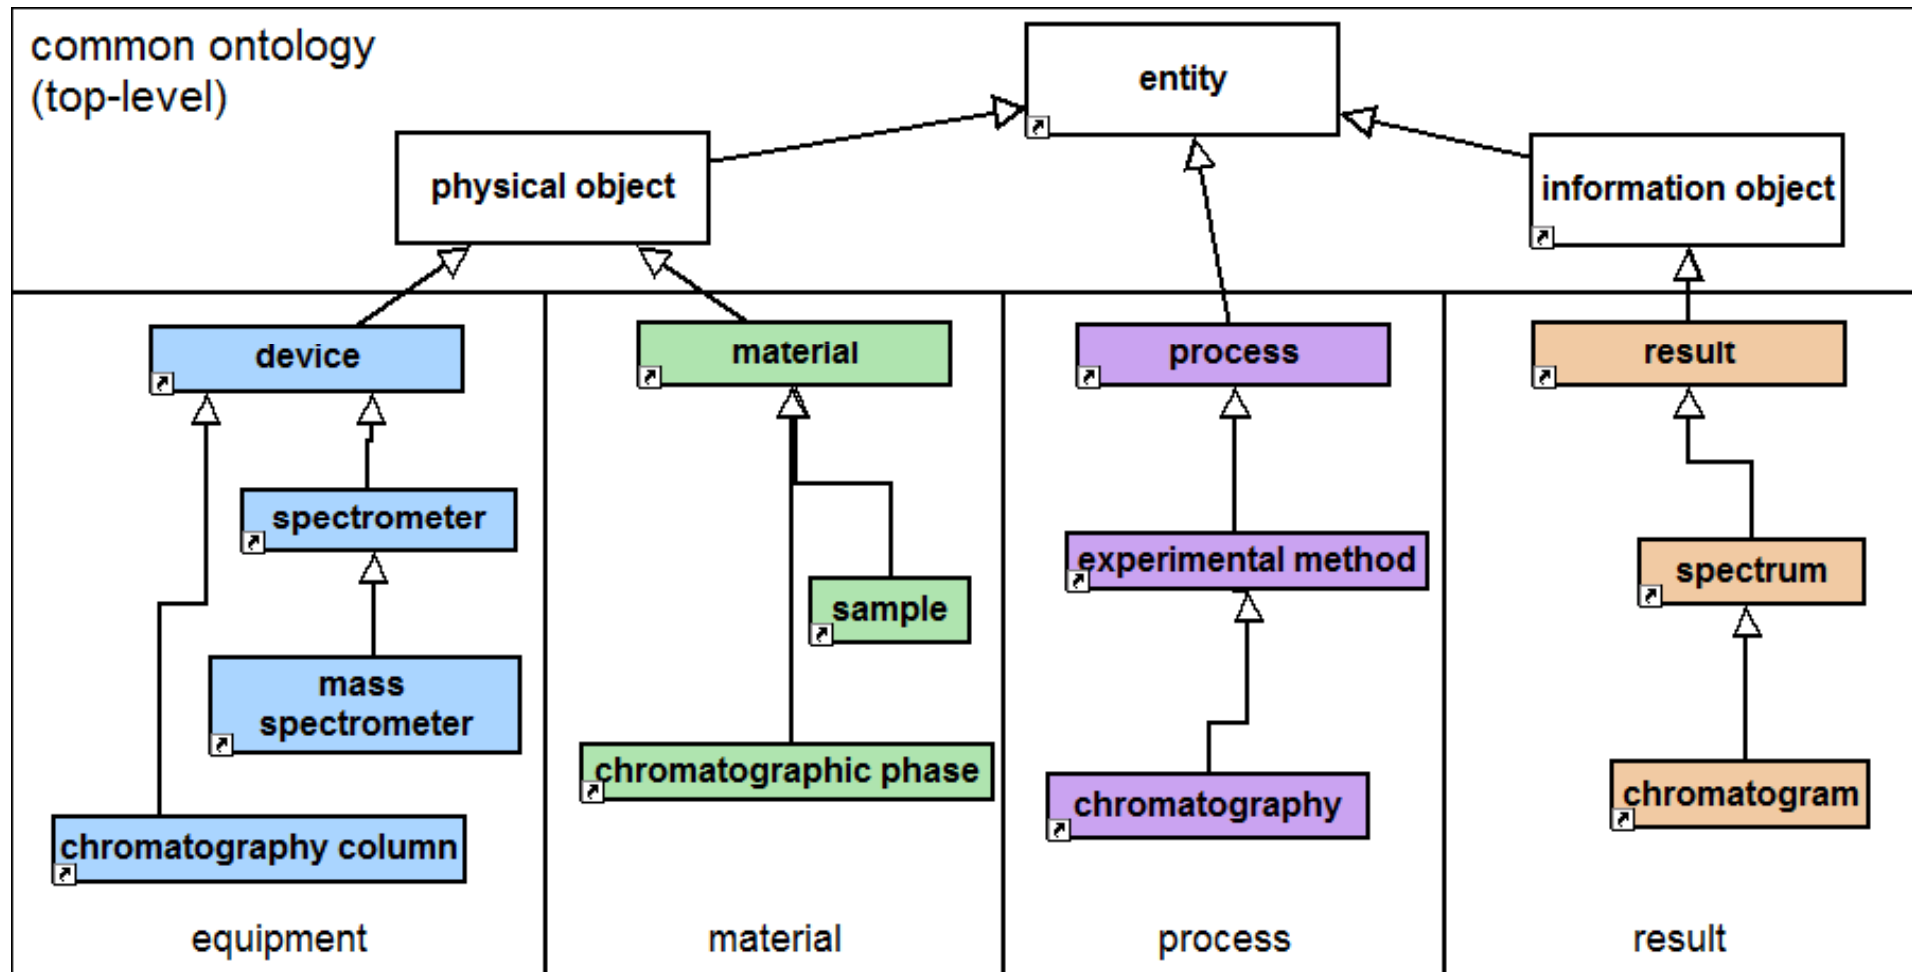 common ontology
(top-level)
entity
physical object
information object
device
material
process
result
spectrometer
experimental method
spectrum
sample
mass
spectrometer
chromatographic phase
chromatography
chromatogram
chromatography column
equipment
material
process
result